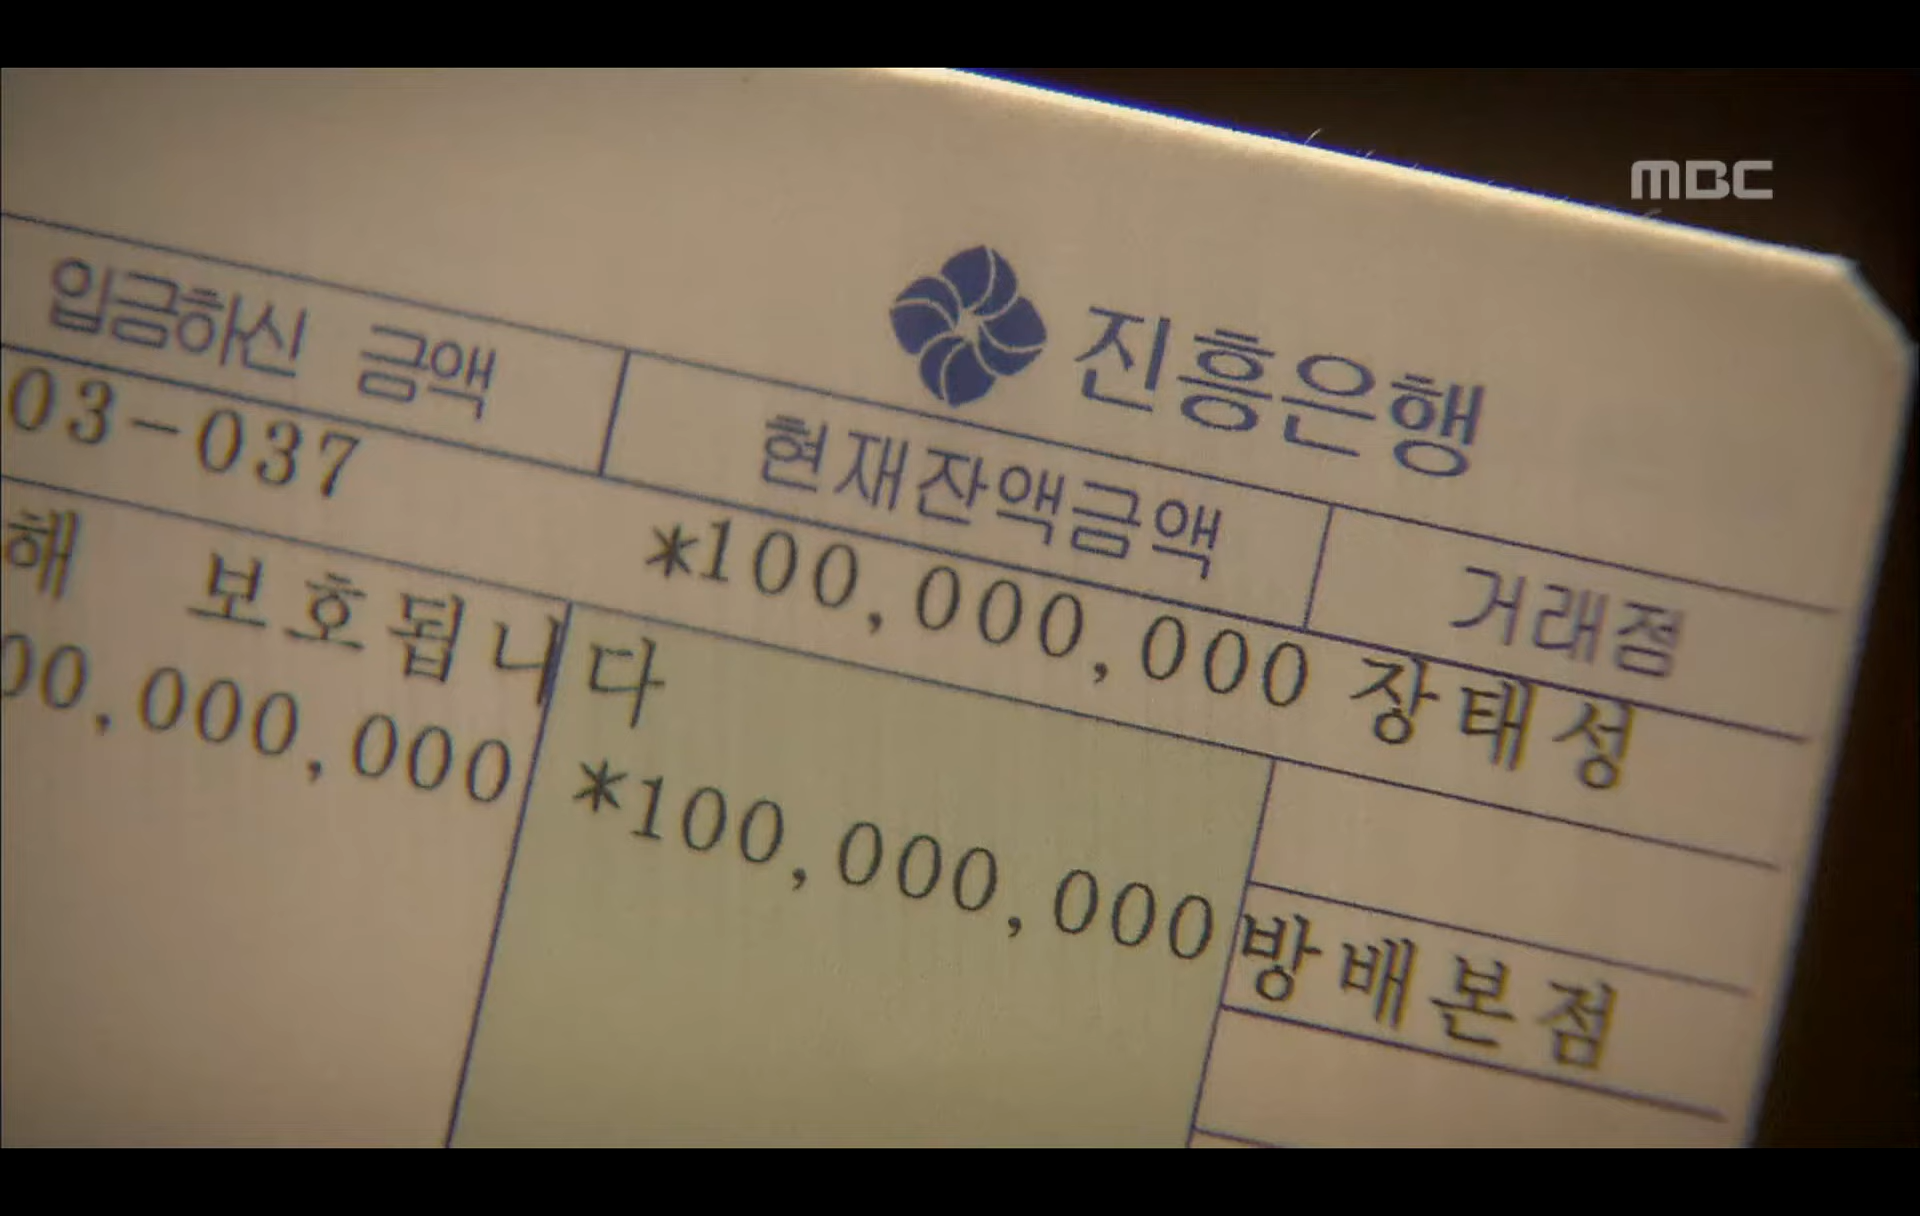 MBC
진흥은행
입금하신 금액 현재잔액금액 거래점
03-037 *100,000,000 장태성
해 보호됩니다
00,000,000 *100,000,000 방배본점